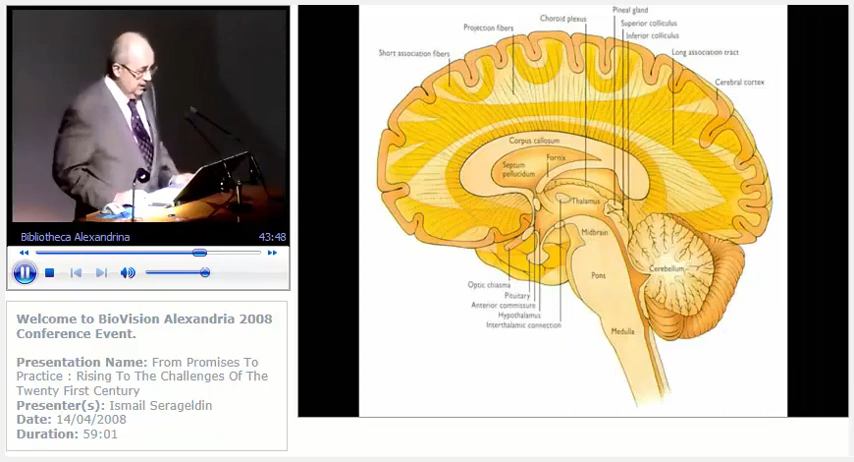 Bibliotheca Alexandrina 43:48
Welcome to BioVision Alexandria 2008
Conference Event.
Presentation Name: From Promises To
Practice : Rising To The Challenges Of The
Twenty First Century
Presenter(s): Ismail Serageldin
Date: 14/04/2008
Duration: 59:01
Pineal gland
Choroid plexus
Superior colliculus
Projection fibers
Inferior colliculus
Short association fibers
Long association tract
Cerebral cortex
Corpus callosum
Fornix
Septum
pellucidum
Thalamus
Midbrain
Cerebellum
Pons
Optic chiasma
Pituitary
Anterior commissure
Hypothalamus
Interthalamic connection
Medulla